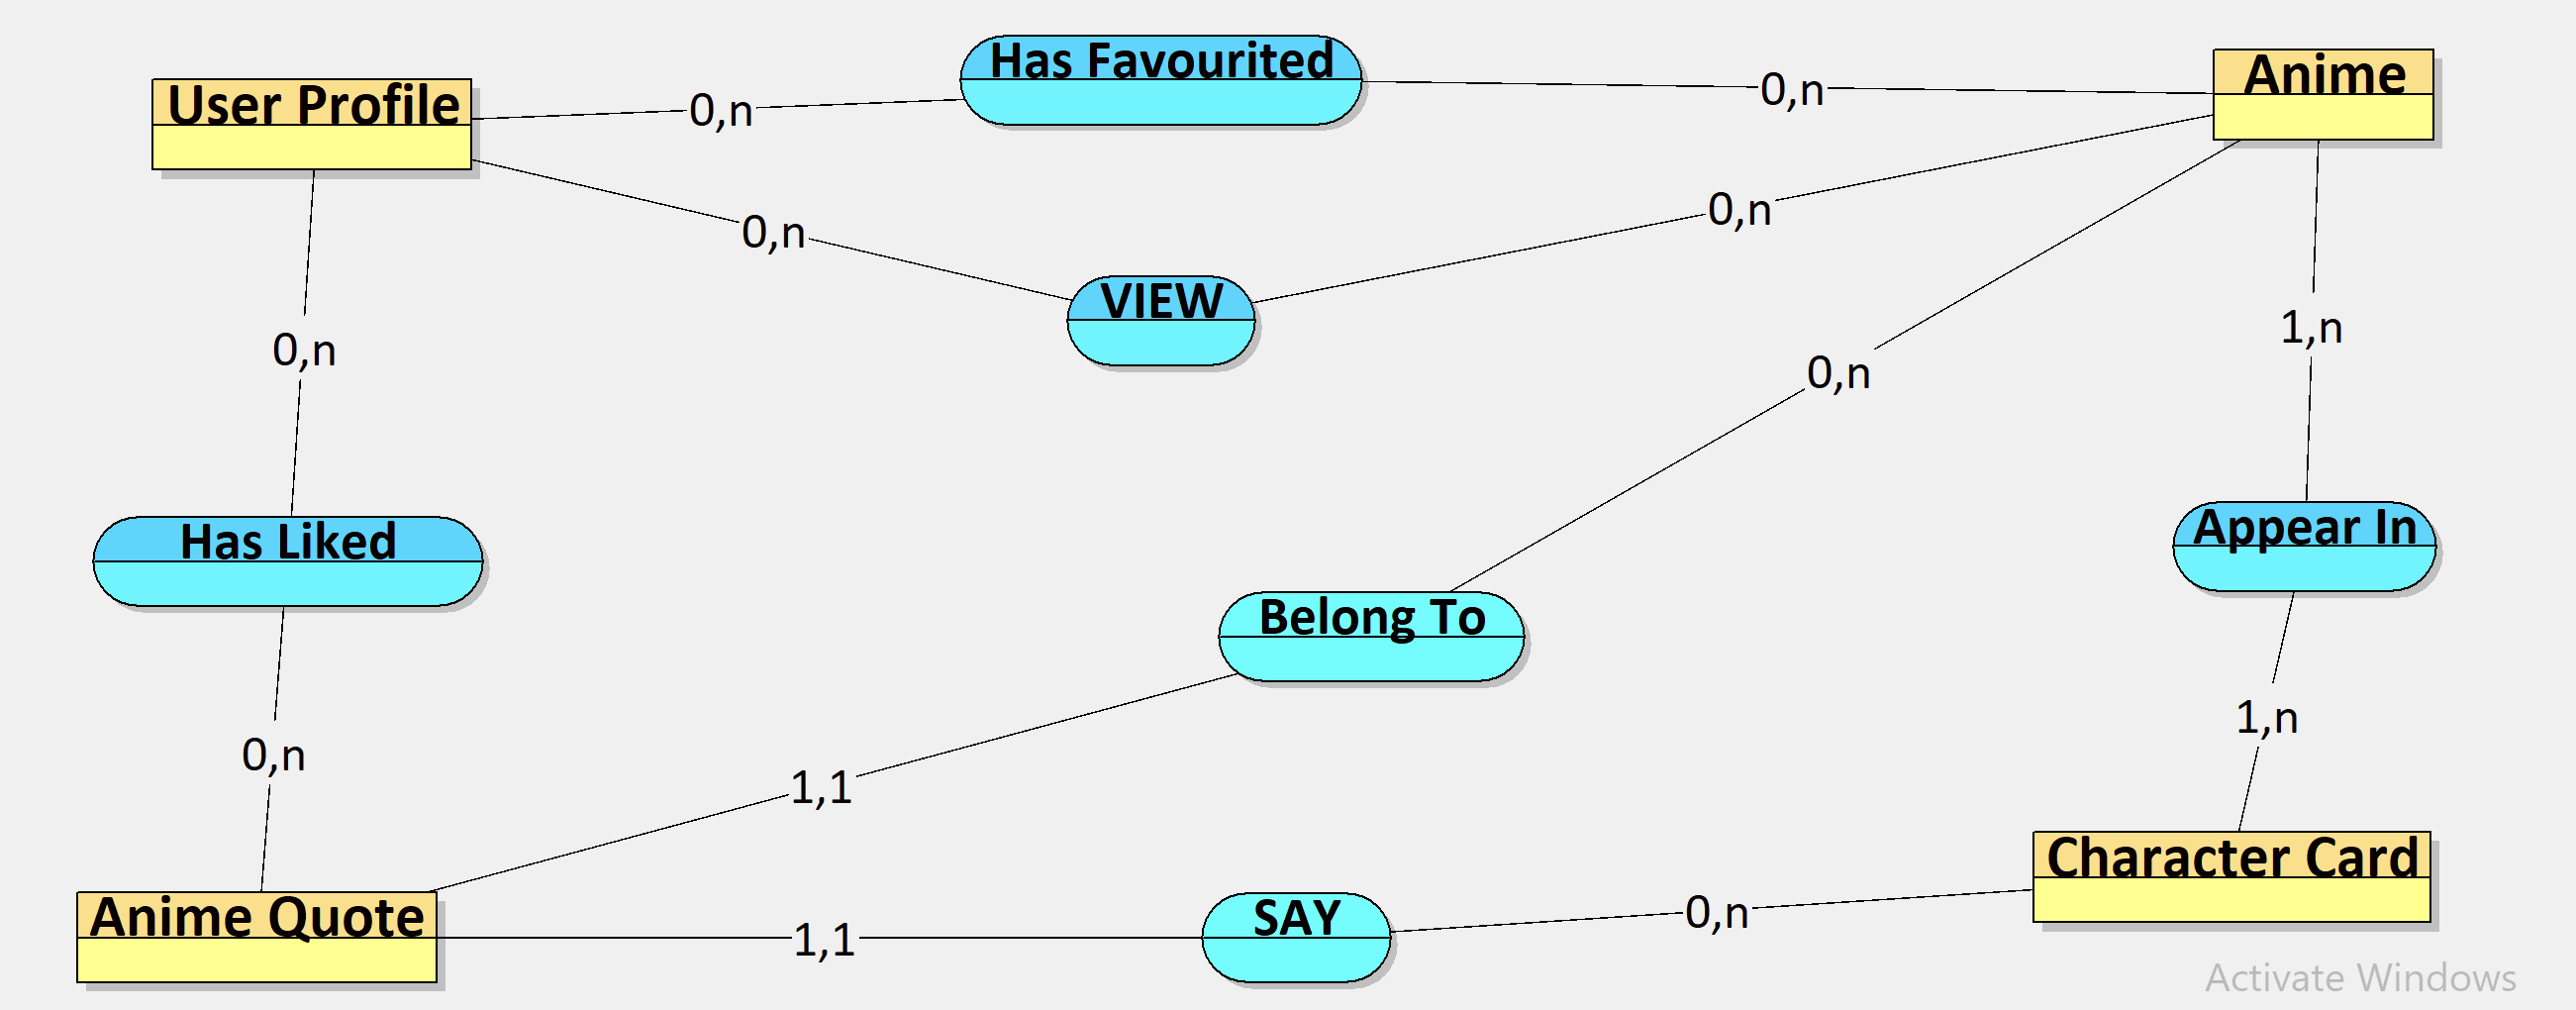 Has Favourited
Anime
User Profile
0,n
0,n
0,n
0,n
VIEW
1,n
0,n
0,n
Has Liked
Appear In
Belong To
1,n
0,n
1,1
Character Card
Anime Quote
1,1
SAY
0,n
Activate Windows